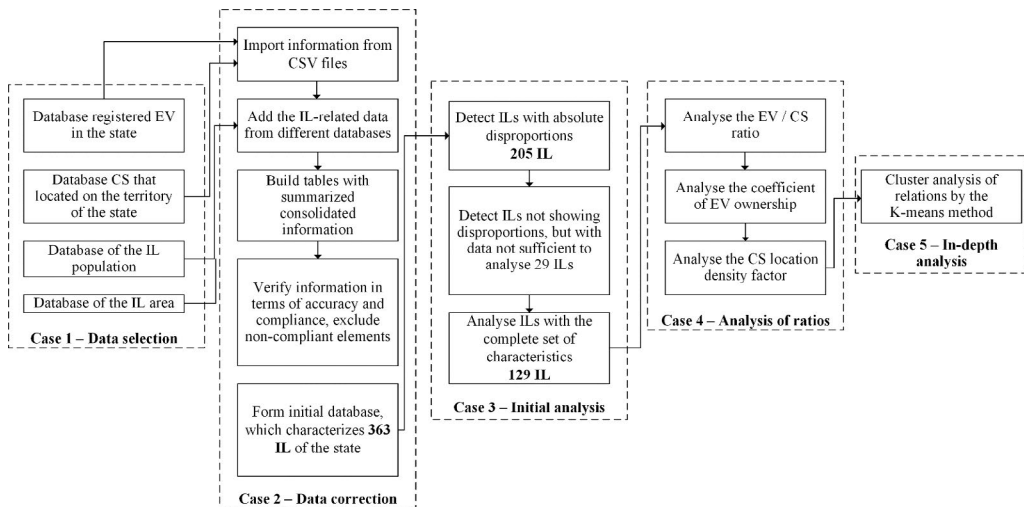 Database registered EV
in the state
Database CS that
located on the territory
of the state
Database of the IL
population
Database of the IL area
Case 1 – Data selection
Import information from
CSV files
Add the IL-related data
from different databases
Build tables with
summarized
consolidated
information
Verify information in
terms of accuracy and
compliance, exclude
non-compliant elements
Form initial database,
which characterizes 363
IL of the state
Case 2 – Data correction
Detect ILs with absolute
disproportions
205 IL
Detect ILs not showing
disproportions, but with
data not sufficient to
analyse 29 ILs
Analyse ILs with the
complete set of
characteristics
129 IL
Case 3 – Initial analysis
Analyse the EV / CS
ratio
Analyse the coefficient
of EV ownership
Analyse the CS location
density factor
Case 4 – Analysis of ratios
Cluster analysis of
relations by the
K-means method
Case 5 – In-depth
analysis